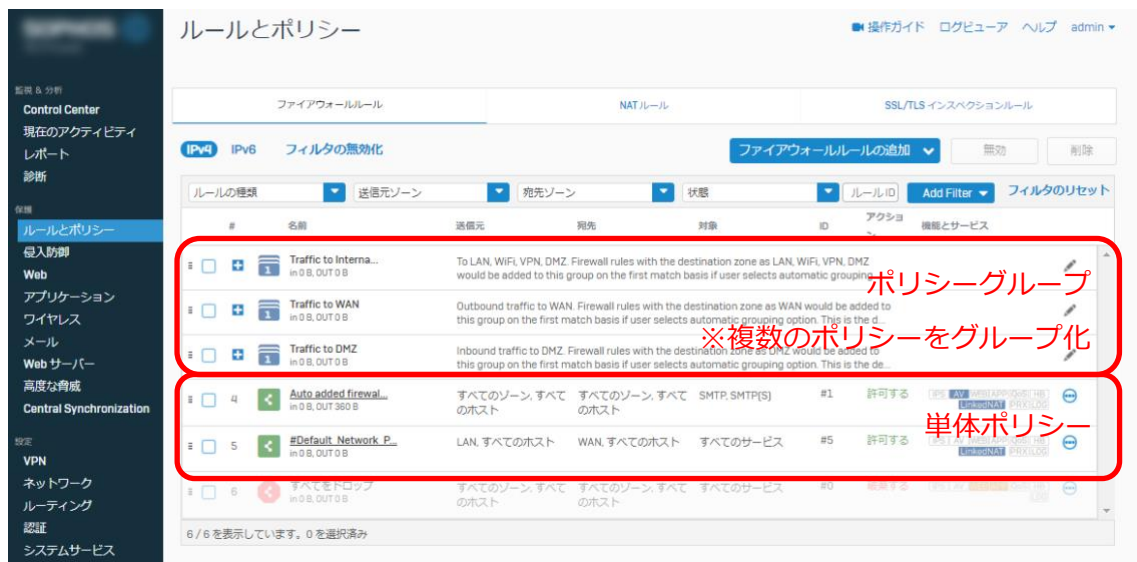 ルールとポリシー
操作ガイド ログビューア ヘルプ admin
監視 & 分析
Control Center
現在のアクティビティ
レポート
診断
保護
ルールとポリシー
侵入防御
Web
アプリケーション
ワイヤレス
メール
Web サーバー
高度な脅威
Central Synchronization
設定
VPN
ネットワーク
ルーティング
認証
システムサービス
ファイアウォールルール NAT ルール SSL/TLS インスペクションルール
IPv4 IPv6 フィルタの無効化 ファイアウォールルールの追加 無効 削除
ルールの種類 送信元ゾーン 宛先ゾーン 状態 ルール ID Add Filter フィルタのリセット
# 名前 送信元 宛先 対象 ID アクション 機能とサービス
1 Traffic to Interna...
in 0 B, OUT 0 B
To LAN, WiFi, VPN, DMZ. Firewall rules with the destination zone as LAN, WiFi, VPN, DMZ
would be added to this group on the first match basis if user selects automatic grouping
ポリシーグループ
1 Traffic to WAN
in 0 B, OUT 0 B
Outbound traffic to WAN. Firewall rules with the destination zone as WAN would be added to
this group on the first match basis if user selects automatic grouping option. This is the d...
※複数のポリシーをグループ化
1 Traffic to DMZ
in 0 B, OUT 0 B
Inbound traffic to DMZ. Firewall rules with the destination zone as DMZ would be added to
this group on the first match basis if user selects automatic grouping option. This is the de...
4 Auto added firewal...
in 0 B, OUT 360 B
すべてのゾーン, すべてのホスト すべてのゾーン, すべてのホスト SMTP, SMTP(S) #1 許可する AV LinkedNAT
単体ポリシー
5 #Default_Network_P...
in 0 B, OUT 0 B
LAN, すべてのホスト WAN, すべてのホスト すべてのサービス #5 許可する LinkedNAT
6 すべてをドロップ
in 0 B, OUT 0 B
すべてのゾーン, すべてのホスト すべてのゾーン, すべてのホスト すべてのサービス #0
6 / 6 を表示しています。0 を選択済み